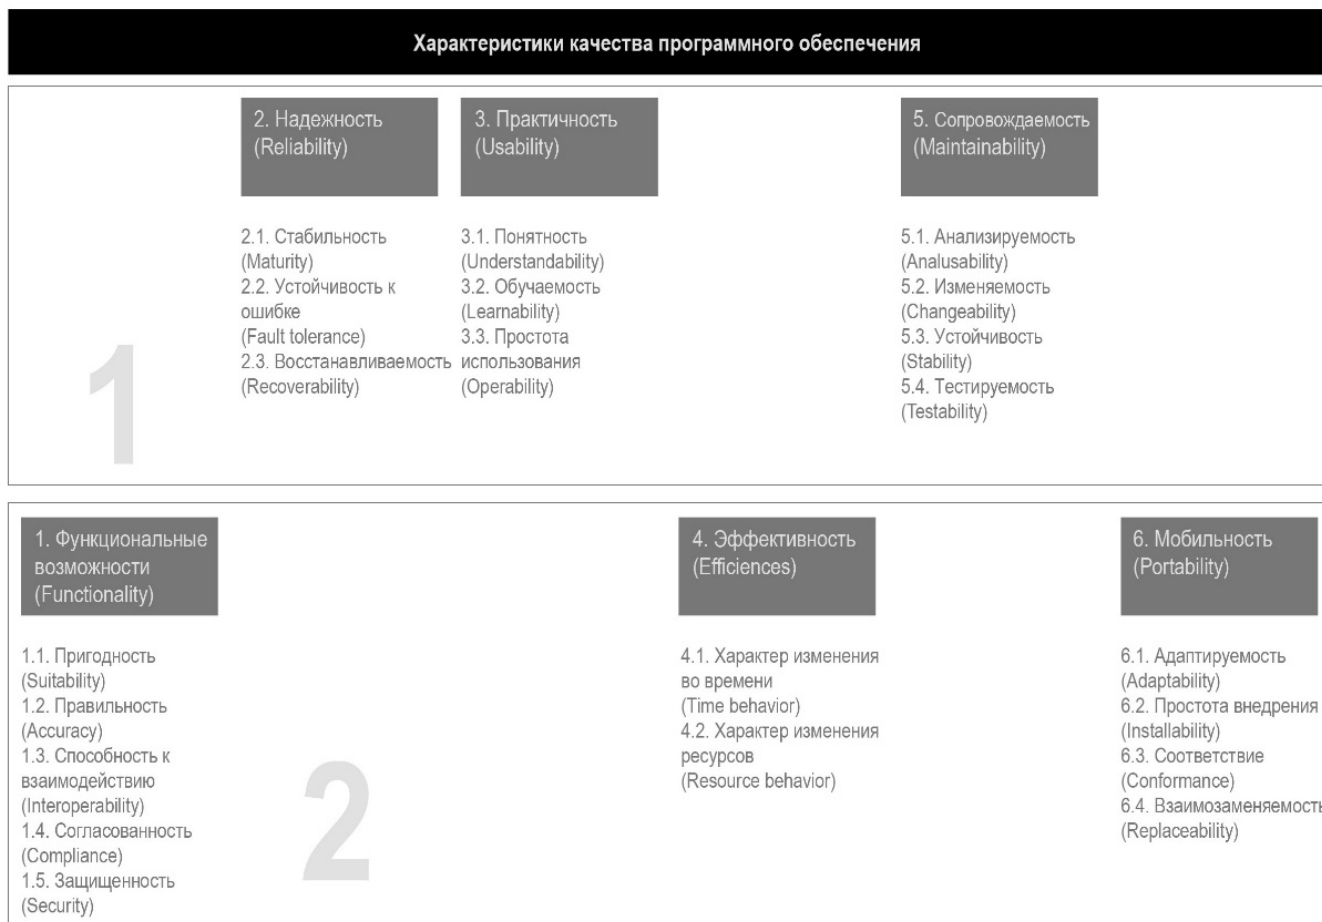 Характеристики качества программного обеспечения
2. Надежность
(Reliability)
2.1. Стабильность
(Maturity)
2.2. Устойчивость к
ошибке
(Fault tolerance)
2.3. Восстанавливаемость
(Recoverability)
3. Практичность
(Usability)
3.1. Понятность
(Understandability)
3.2. Обучаемость
(Learnability)
3.3. Простота
использования
(Operability)
5. Сопровождаемость
(Maintainability)
5.1. Анализируемость
(Analusability)
5.2. Изменяемость
(Changeability)
5.3. Устойчивость
(Stability)
5.4. Тестируемость
(Testability)
1
1. Функциональные
возможности
(Functionality)
1.1. Пригодность
(Suitability)
1.2. Правильность
(Accuracy)
1.3. Способность к
взаимодействию
(Interoperability)
1.4. Согласованность
(Compliance)
1.5. Защищенность
(Security)
2
4. Эффективность
(Efficiences)
4.1. Характер изменения
во времени
(Time behavior)
4.2. Характер изменения
ресурсов
(Resource behavior)
6. Мобильность
(Portability)
6.1. Адаптируемость
(Adaptability)
6.2. Простота внедрения
(Installability)
6.3. Соответствие
(Conformance)
6.4. Взаимозаменяемость
(Replaceability)